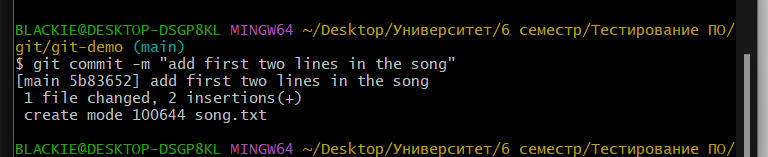 BLACKIE@DESKTOP-DSGP8KL MINGW64 ~/Desktop/Университет/6 семестр/Тестирование ПО/
git/git-demo (main)
$ git commit -m "add first two lines in the song"
[main 5b83652] add first two lines in the song
 1 file changed, 2 insertions(+)
 create mode 100644 song.txt
BLACKIE@DESKTOP-DSGP8KL MINGW64 ~/Desktop/Университет/6 семестр/Тестирование ПО/